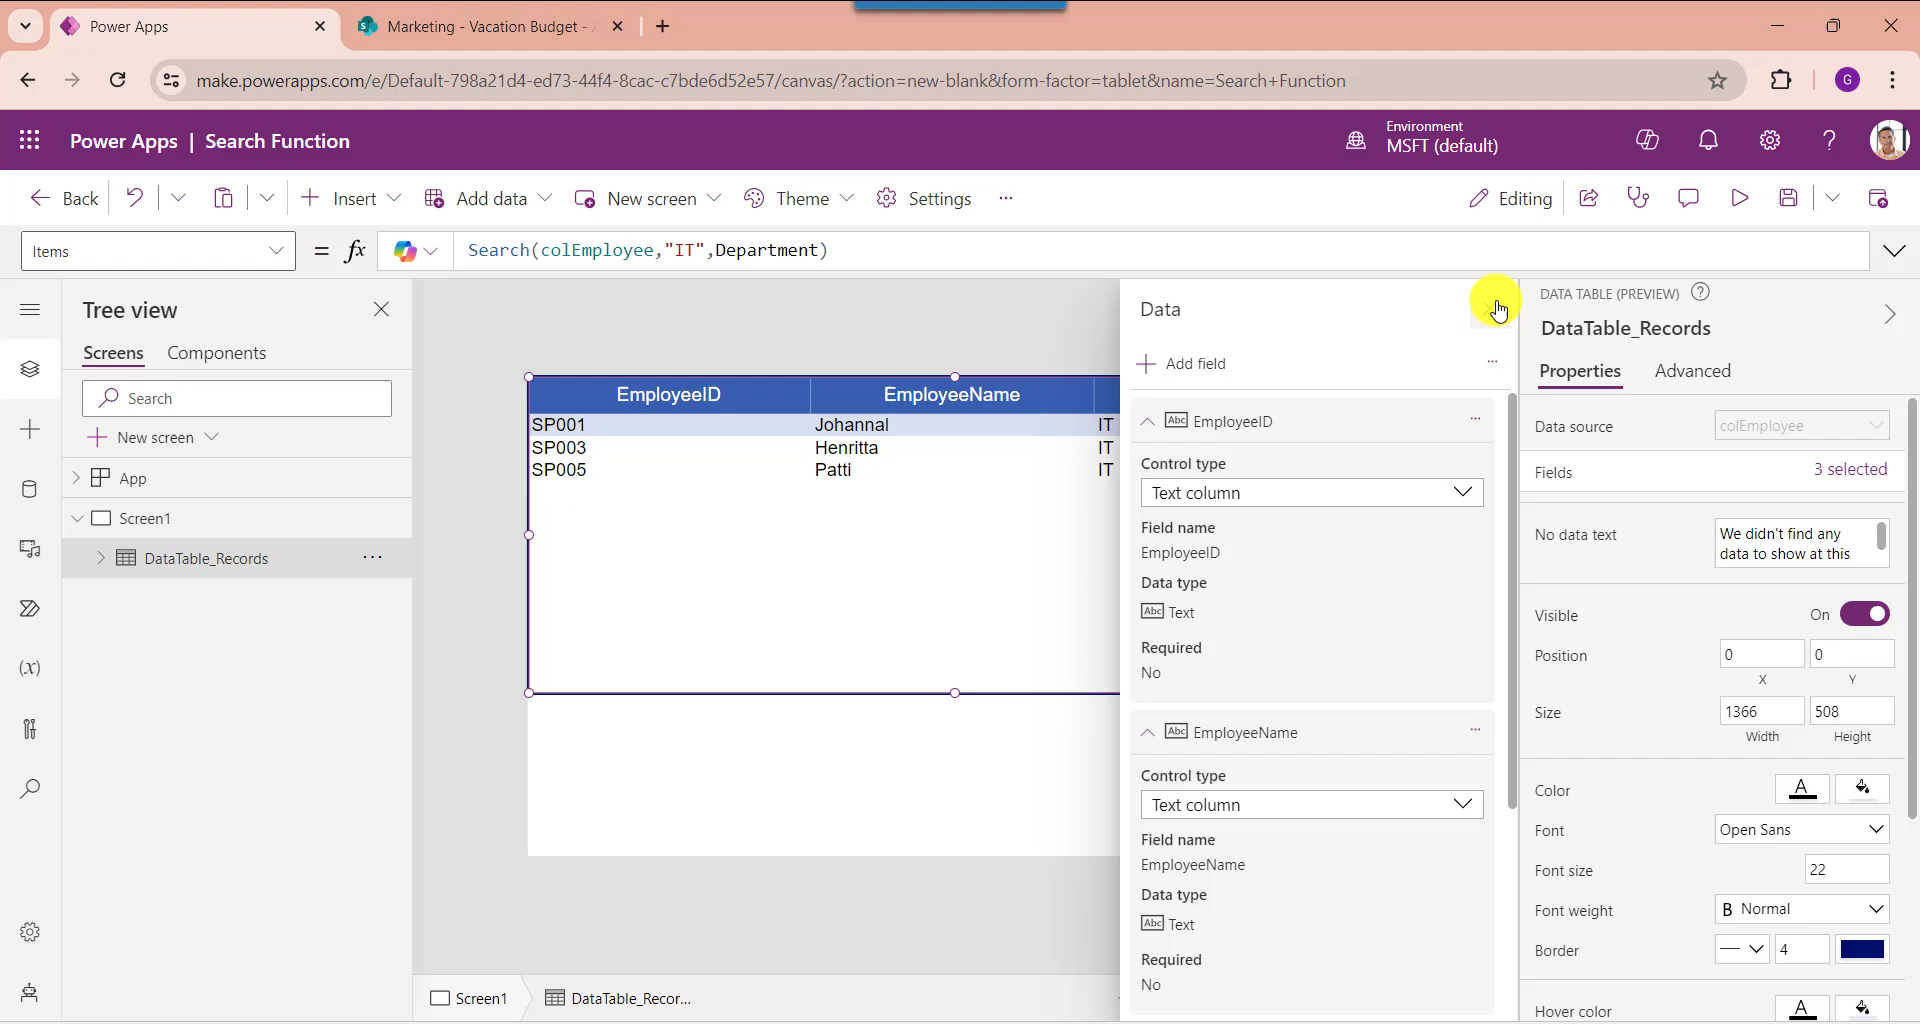 Power Apps
Marketing - Vacation Budget -
make.powerapps.com/e/Default-798a21d4-ed73-44f4-8cac-c7bde6d52e57/canvas/?action=new-blank&form-factor=tablet&name=Search+Function
G
Power Apps | Search Function
Environment
MSFT (default)
Back
Insert
Add data
New screen
Theme
Settings
Editing
Items
= fx
Search(colEmployee,"IT",Department)
Tree view
Screens
Components
Search
New screen
App
Screen1
DataTable_Records
EmployeeID
EmployeeName
SP001
Johannal
IT
SP003
Henritta
IT
SP005
Patti
IT
Screen1
DataTable_Recor...
Data
Add field
Abc EmployeeID
Control type
Text column
Field name
EmployeeID
Data type
Abc Text
Required
No
Abc EmployeeName
Control type
Text column
Field name
EmployeeName
Data type
Abc Text
Required
No
DATA TABLE (PREVIEW)
DataTable_Records
Properties
Advanced
Data source
colEmployee
Fields
3 selected
No data text
We didn't find any
data to show at this
Visible
On
Position
0
0
X
Y
Size
1366
508
Width
Height
Color
A
Font
Open Sans
Font size
22
Font weight
B Normal
Border
4
Hover color
A